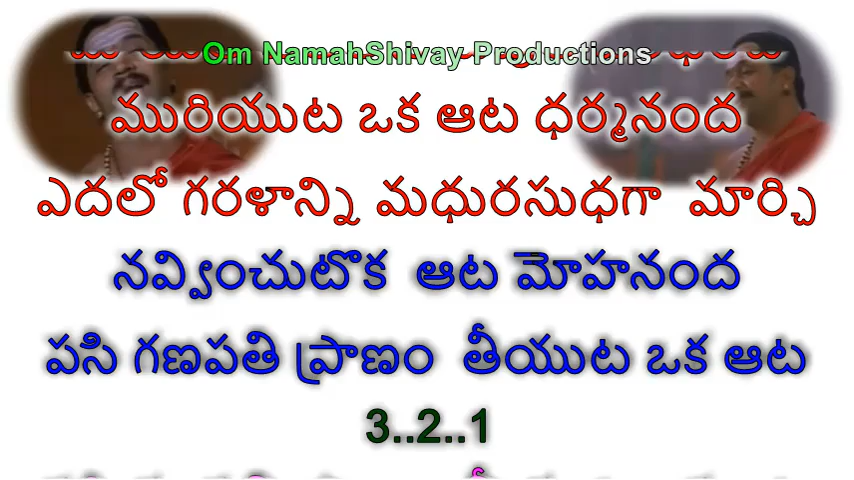 Om NamahShivay Productions
మురియుట ఒక ఆట ధర్మనంద
ఎదలో గరళాన్ని మధురసుధగా మార్చి
నవ్వించుటొక ఆట మోహనంద
పసి గణపతి ప్రాణం తీయుట ఒక ఆట
3..2..1